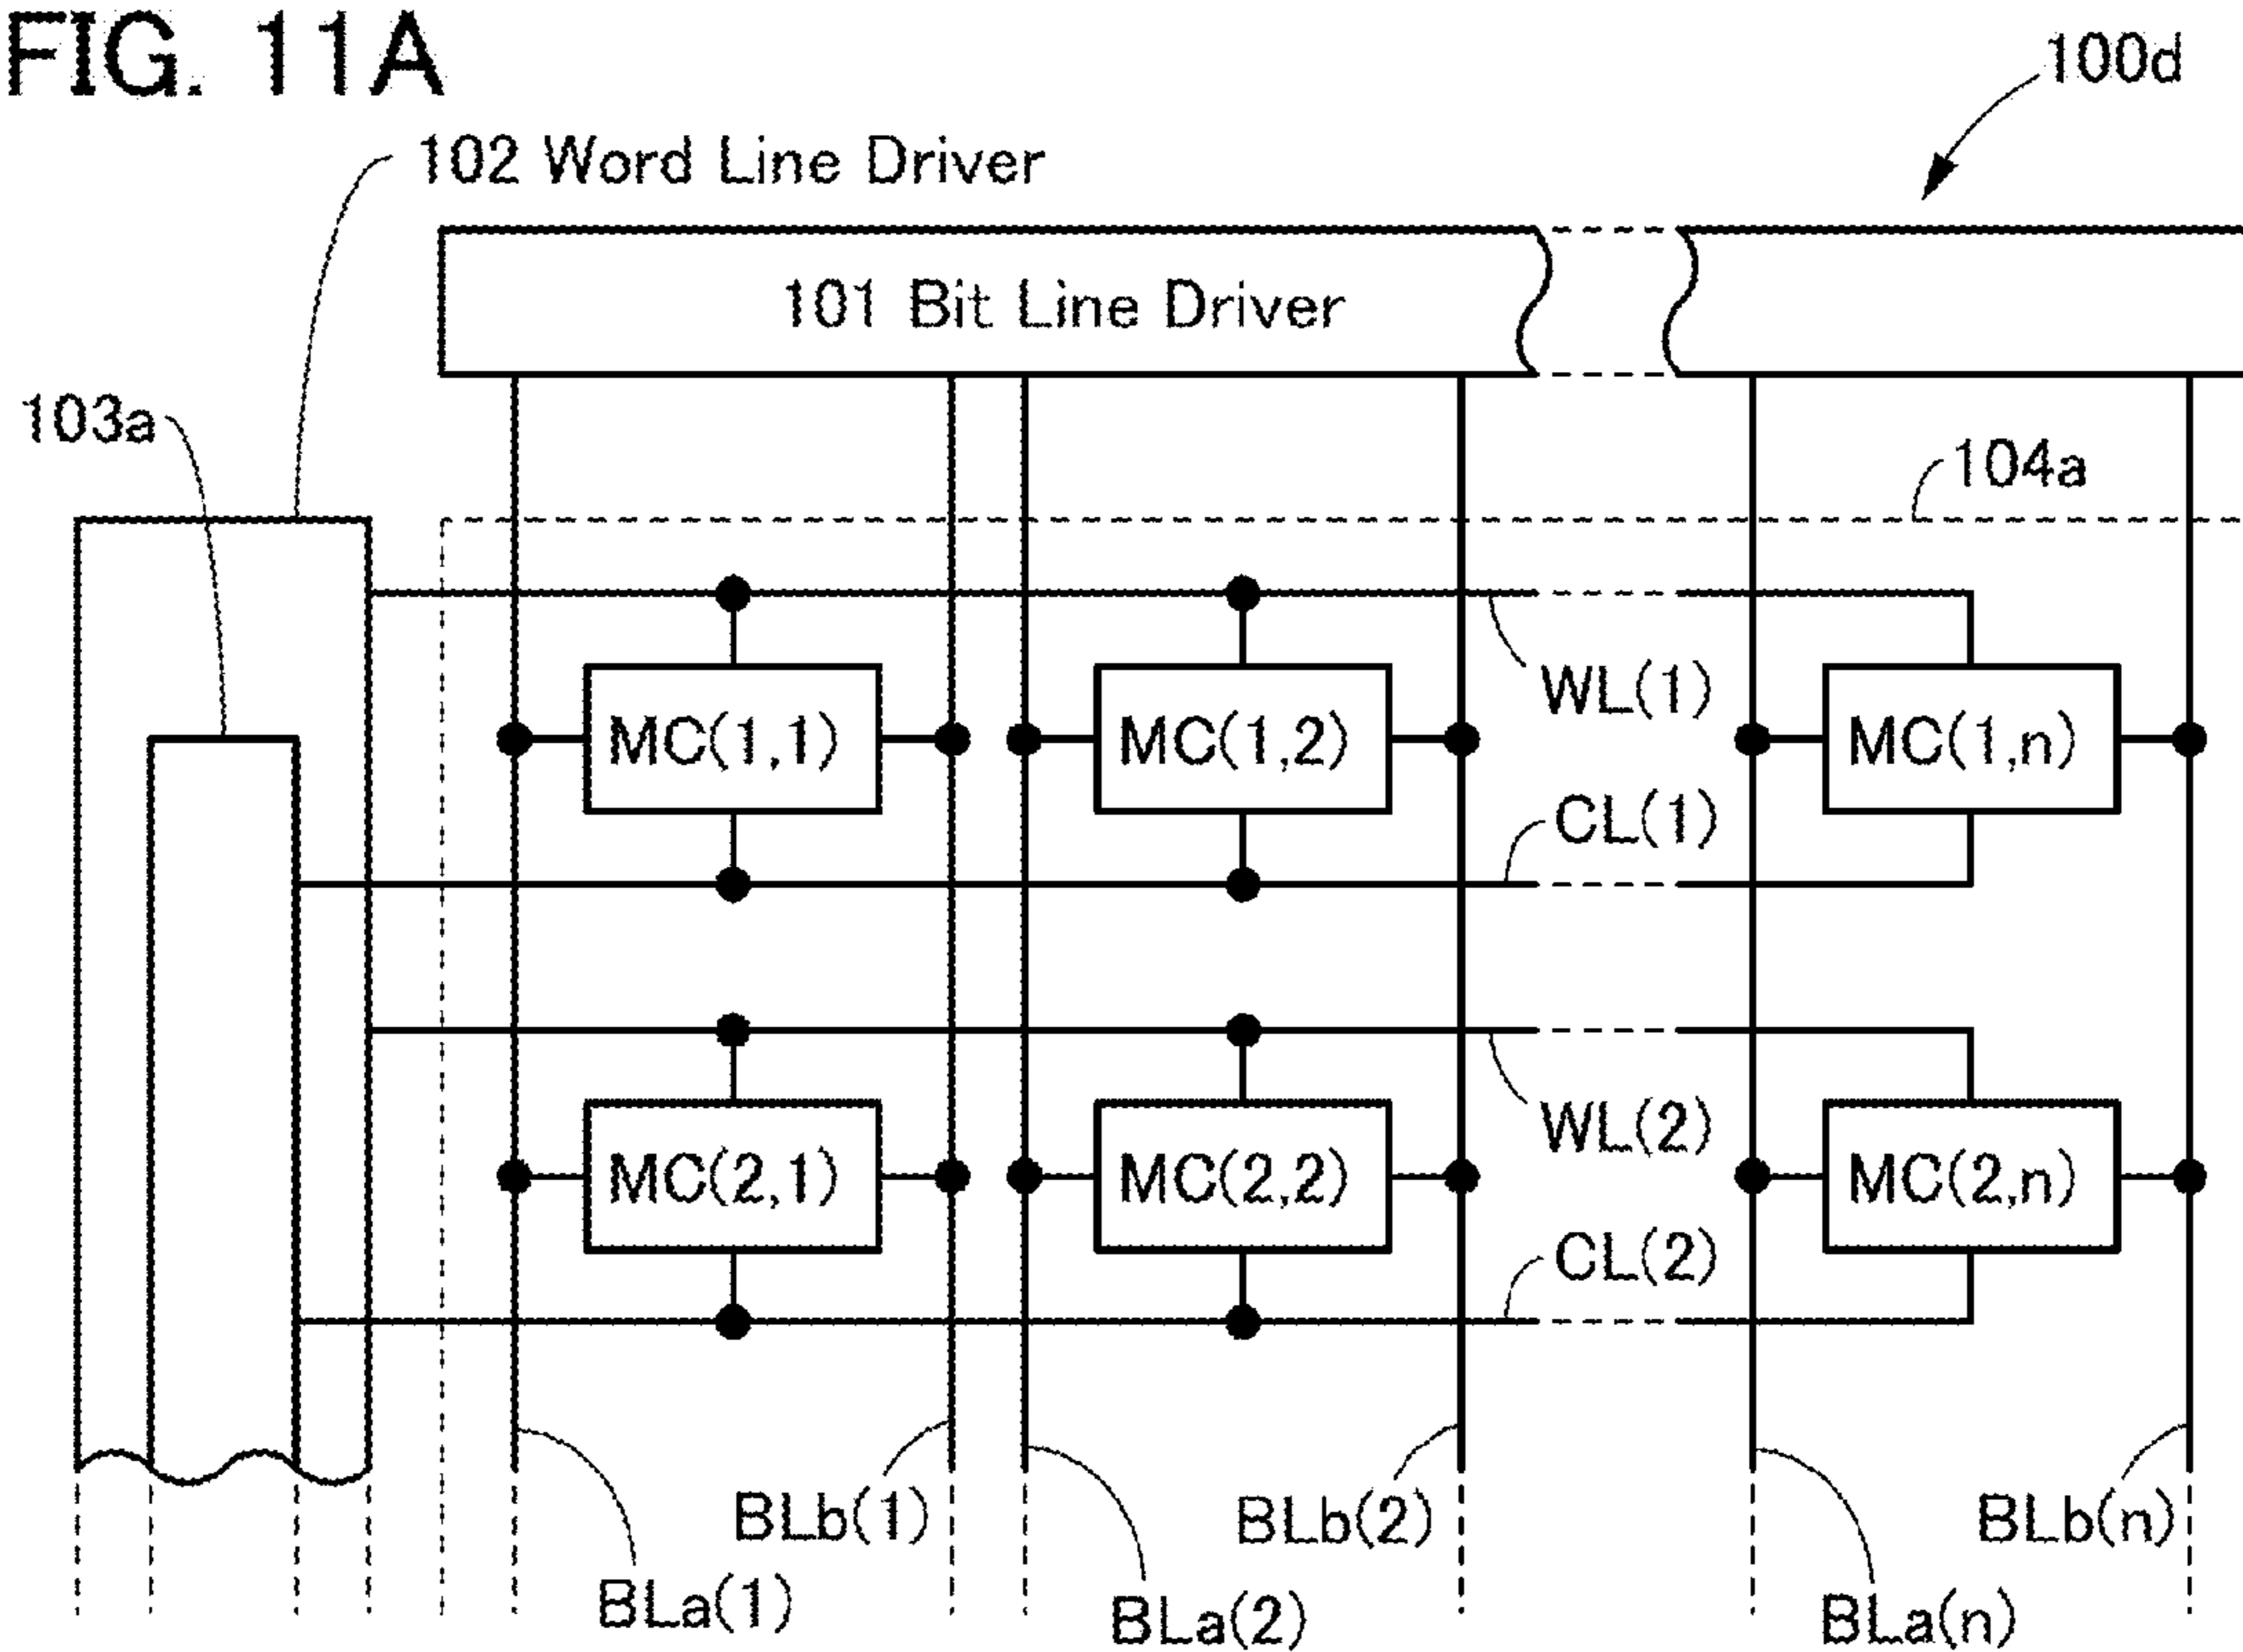 FIG. 11A
100d
102 Word Line Driver
101 Bit Line Driver
103a
104a
WL(1)
MC(1,1)
MC(1,2)
MC(1,n)
CL(1)
WL(2)
MC(2,1)
MC(2,2)
MC(2,n)
CL(2)
BLb(1)
BLb(2)
BLb(n)
BLa(1)
BLa(2)
BLa(n)